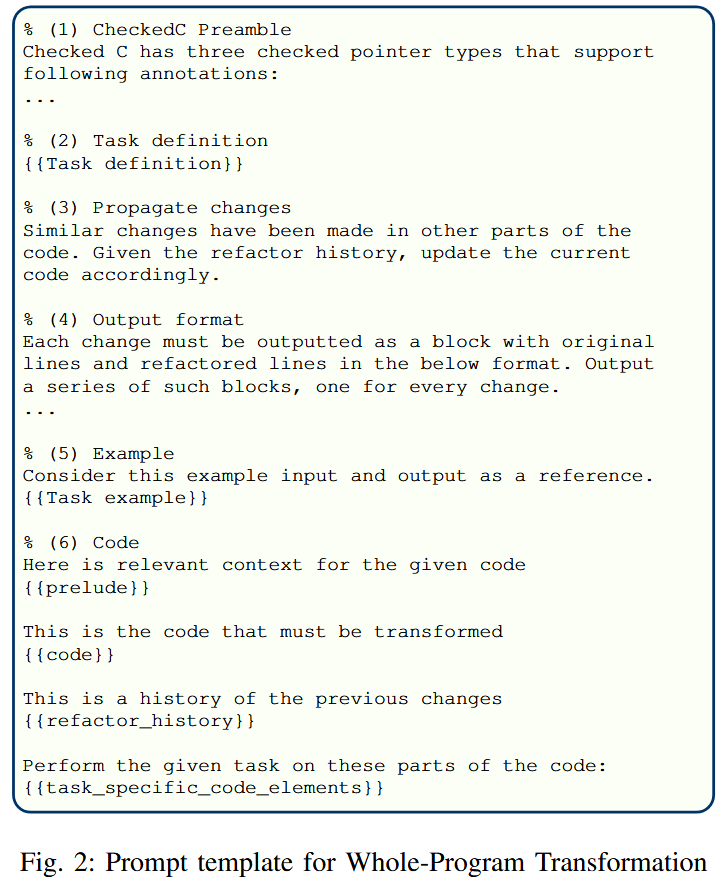 % (1) CheckedC Preamble
Checked C has three checked pointer types that support
following annotations:
...
% (2) Task definition
{{Task definition}}
% (3) Propagate changes
Similar changes have been made in other parts of the
code. Given the refactor history, update the current
code accordingly.
% (4) Output format
Each change must be outputted as a block with original
lines and refactored lines in the below format. Output
a series of such blocks, one for every change.
...
% (5) Example
Consider this example input and output as a reference.
{{Task example}}
% (6) Code
Here is relevant context for the given code
{{prelude}}
This is the code that must be transformed
{{code}}
This is a history of the previous changes
{{refactor_history}}
Perform the given task on these parts of the code:
{{task_specific_code_elements}}
Fig. 2: Prompt template for Whole-Program Transformation